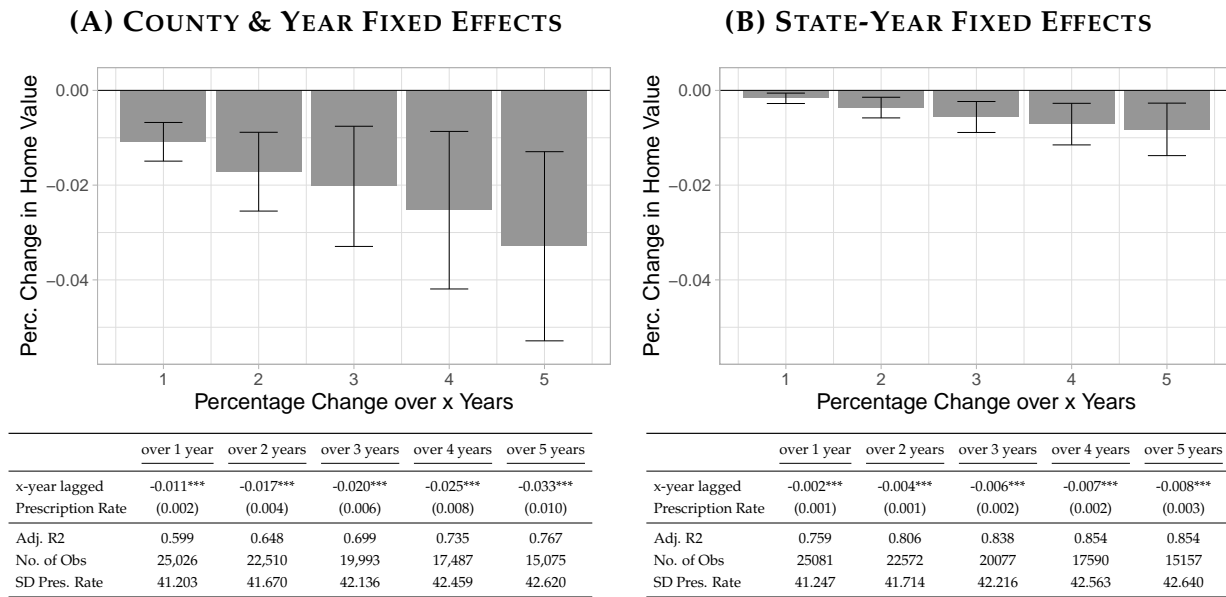 (A) COUNTY & YEAR FIXED EFFECTS
Perc. Change in Home Value
0.00
−0.02
−0.04
1 2 3 4 5
Percentage Change over x Years
over 1 year over 2 years over 3 years over 4 years over 5 years
x-year lagged -0.011*** -0.017*** -0.020*** -0.025*** -0.033***
Prescription Rate (0.002) (0.004) (0.006) (0.008) (0.010)
Adj. R2 0.599 0.648 0.699 0.735 0.767
No. of Obs 25,026 22,510 19,993 17,487 15,075
SD Pres. Rate 41.203 41.670 42.136 42.459 42.620
(B) STATE-YEAR FIXED EFFECTS
Perc. Change in Home Value
0.00
−0.02
−0.04
1 2 3 4 5
Percentage Change over x Years
over 1 year over 2 years over 3 years over 4 years over 5 years
x-year lagged -0.002*** -0.004*** -0.006*** -0.007*** -0.008***
Prescription Rate (0.001) (0.001) (0.002) (0.002) (0.003)
Adj. R2 0.759 0.806 0.838 0.854 0.854
No. of Obs 25081 22572 20077 17590 15157
SD Pres. Rate 41.247 41.714 42.216 42.563 42.640